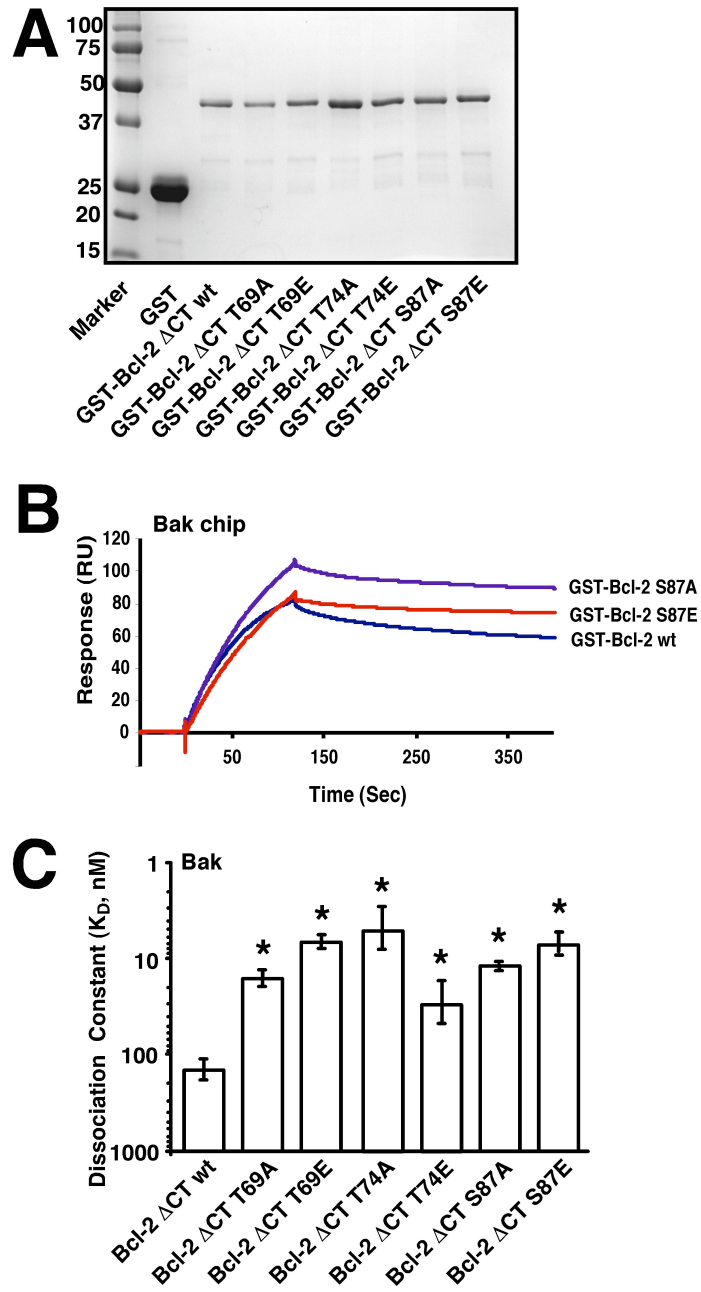 A
100
75
50
37
25
20
15
Marker
GST
GST-Bcl-2 ΔCT wt
GST-Bcl-2 ΔCT T69A
GST-Bcl-2 ΔCT T69E
GST-Bcl-2 ΔCT T74A
GST-Bcl-2 ΔCT T74E
GST-Bcl-2 ΔCT S87A
GST-Bcl-2 ΔCT S87E
B
Bak chip
Response (RU)
120
100
80
60
40
20
0
50 150 250 350
Time (Sec)
GST-Bcl-2 S87A
GST-Bcl-2 S87E
GST-Bcl-2 wt
C
Bak
Dissociation Constant (KD, nM)
1
10
100
1000
* * * * * *
Bcl-2 ΔCT wt
Bcl-2 ΔCT T69A
Bcl-2 ΔCT T69E
Bcl-2 ΔCT T74A
Bcl-2 ΔCT T74E
Bcl-2 ΔCT S87A
Bcl-2 ΔCT S87E